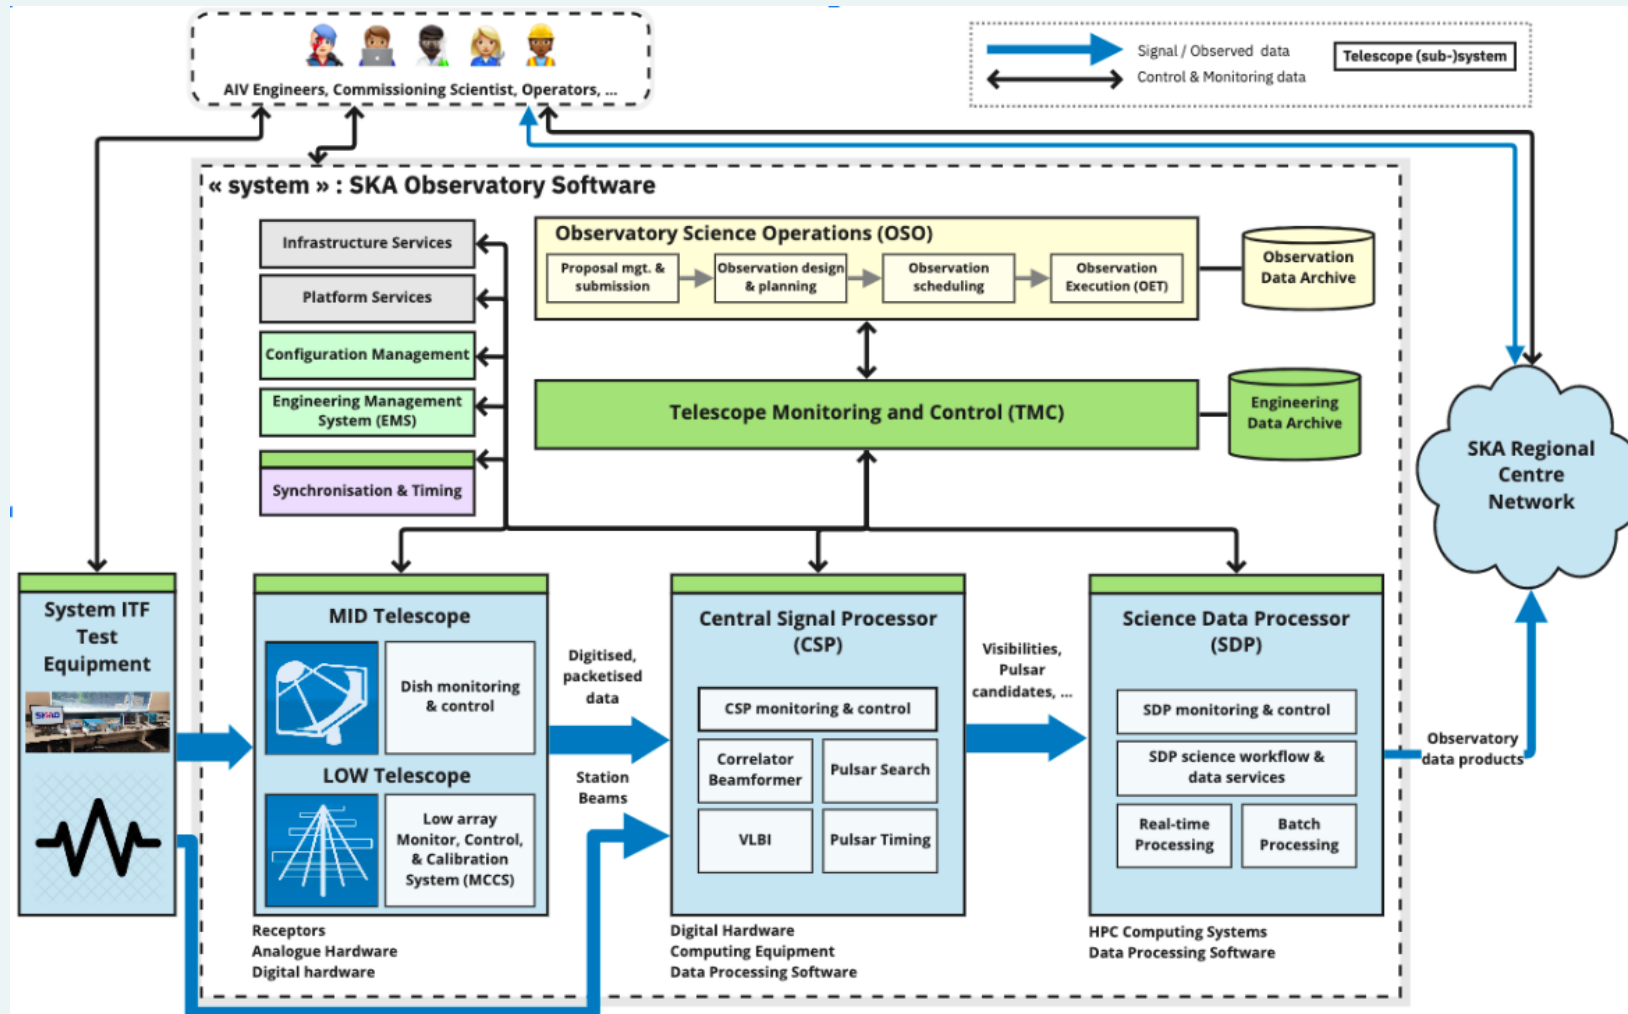 AIV Engineers, Commissioning Scientist, Operators, ...
Signal / Observed data
Control & Monitoring data
Telescope (sub-)system
« system » : SKA Observatory Software
Infrastructure Services
Platform Services
Configuration Management
Engineering Management
System (EMS)
Synchronisation & Timing
Observatory Science Operations (OSO)
Proposal mgt. &
submission
Observation design
& planning
Observation
scheduling
Observation
Execution (OET)
Observation
Data Archive
Telescope Monitoring and Control (TMC)
Engineering
Data Archive
SKA Regional
Centre
Network
System ITF
Test
Equipment
SKAO
MID Telescope
Dish monitoring
& control
LOW Telescope
Low array
Monitor, Control,
& Calibration
System (MCCS)
Receptors
Analogue Hardware
Digital hardware
Digitised,
packetised
data
Station
Beams
Central Signal Processor
(CSP)
CSP monitoring & control
Correlator
Beamformer
Pulsar Search
VLBI
Pulsar Timing
Digital Hardware
Computing Equipment
Data Processing Software
Visibilities,
Pulsar
candidates, ...
Science Data Processor
(SDP)
SDP monitoring & control
SDP science workflow &
data services
Real-time
Processing
Batch
Processing
HPC Computing Systems
Data Processing Software
Observatory
data products